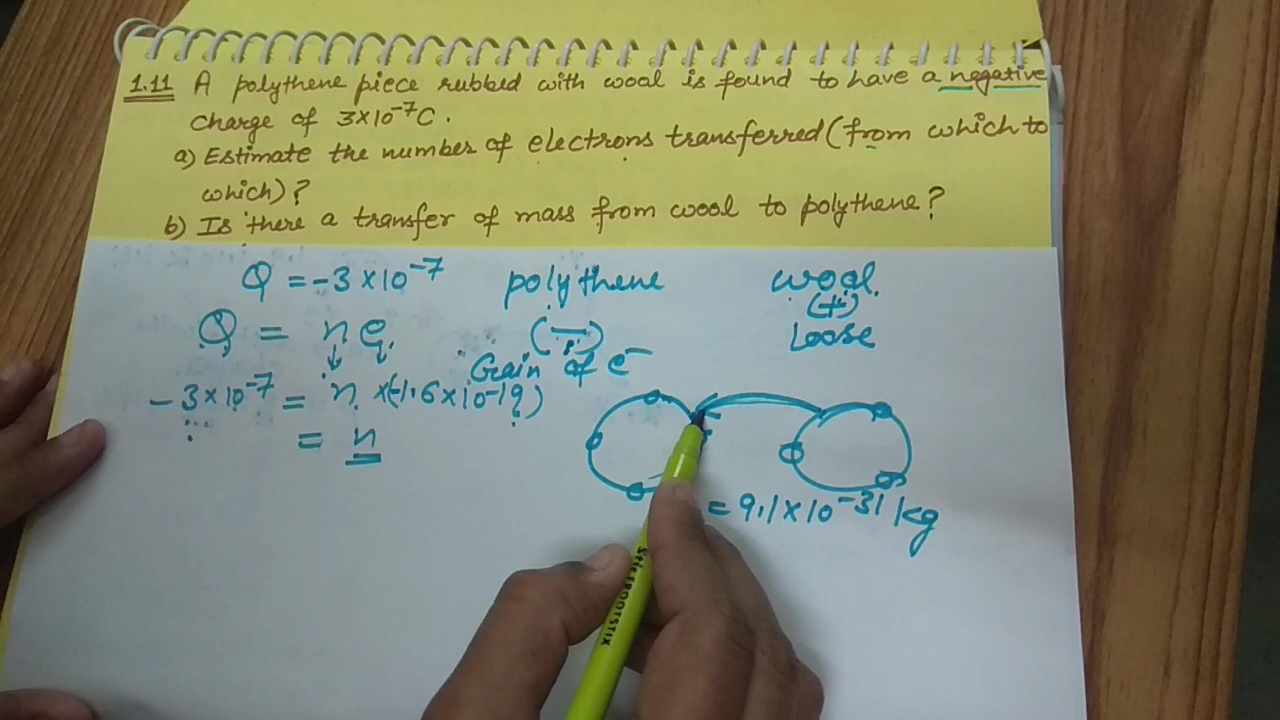 1.11 A polythene piece rubbed with wool is found to have a negative
charge of 3×10⁻⁷C.
a) Estimate the number of electrons transferred (from which to
which)?
b) Is there a transfer of mass from wool to polythene?
Q = -3×10⁻⁷
polythene
wool
(+)
Loose
Q = ne
(-)
Gain of e⁻
-3×10⁻⁷ = n ×(-1.6×10⁻¹⁹)
= n
= 9.1×10⁻³¹ kg